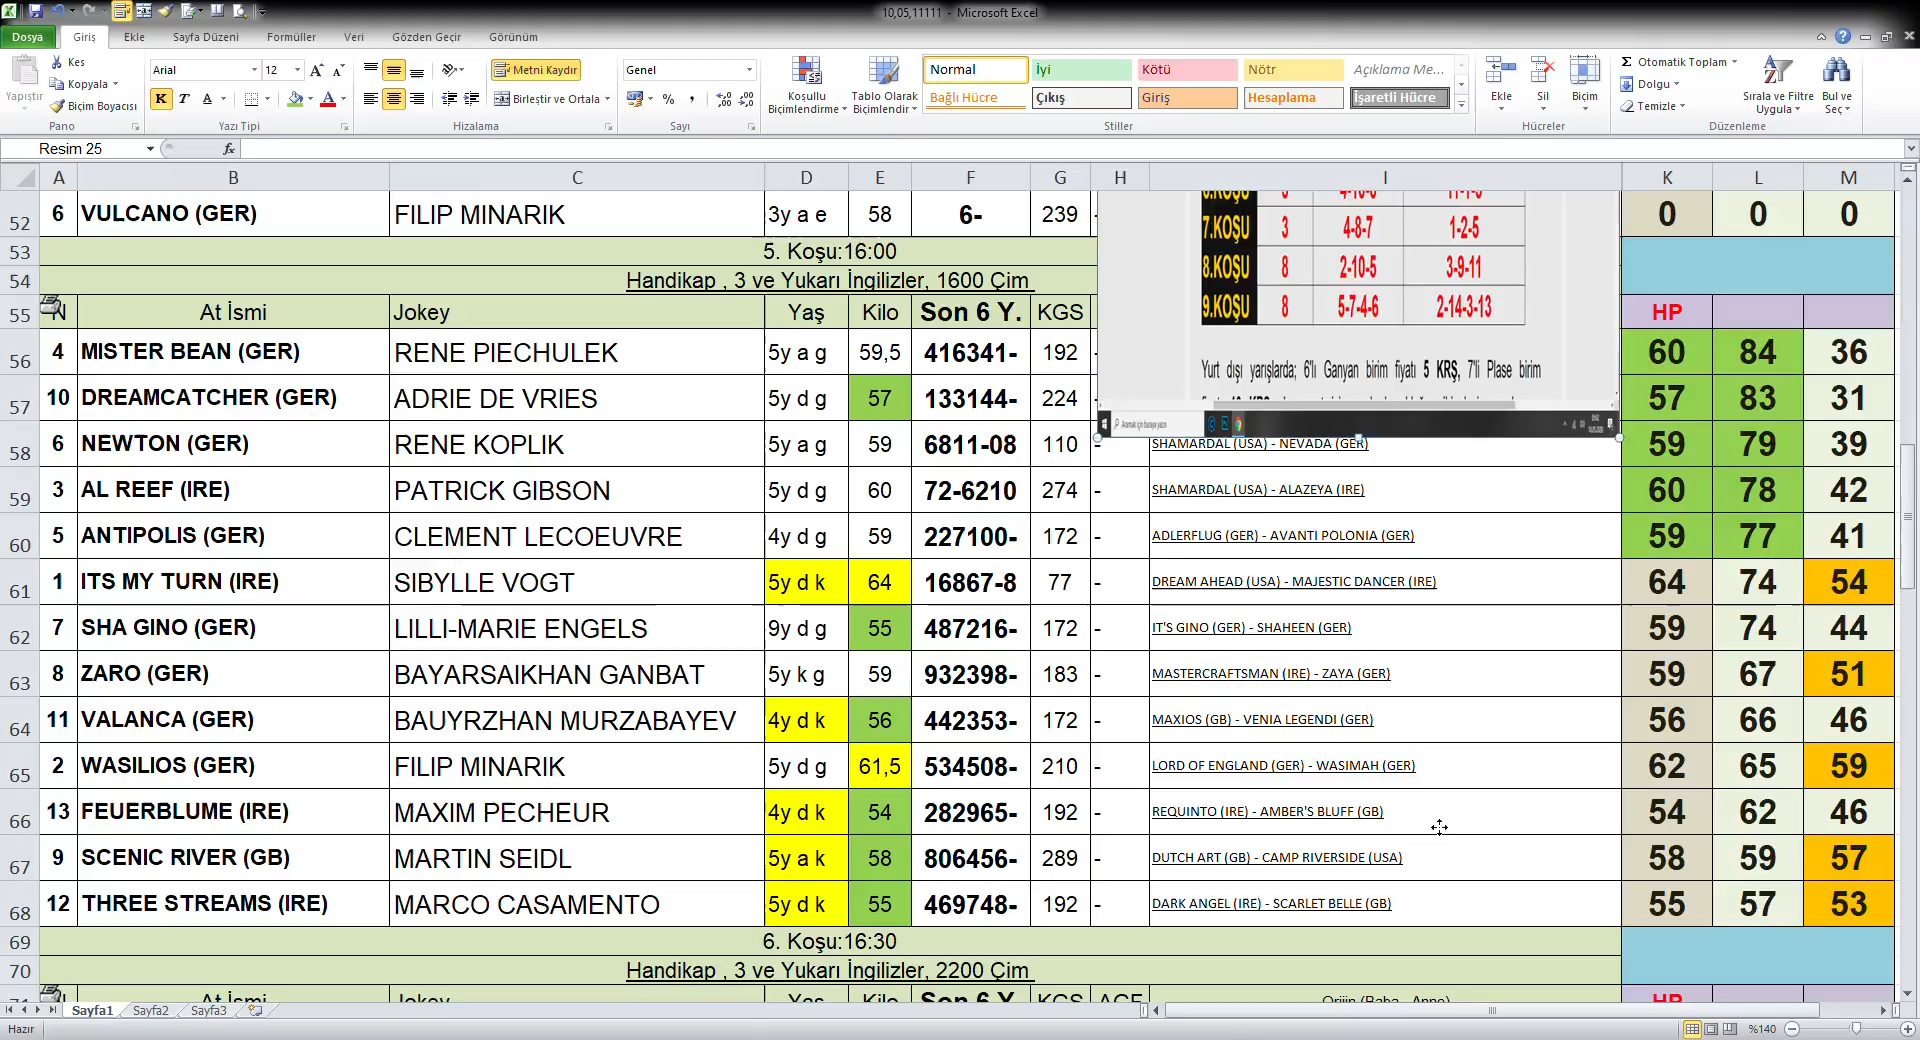 10,05,11111 - Microsoft Excel
Dosya Giriş Ekle Sayfa Düzeni Formüller Veri Gözden Geçir Görünüm
Yapıştır
Kes
Kopyala
Biçim Boyacısı
Pano
Arial 12
K T A
Yazı Tipi
Metni Kaydır
Birleştir ve Ortala
Hizalama
Genel
Sayı
Koşullu Biçimlendirme
Tablo Olarak Biçimlendir
Normal İyi Kötü Nötr Açıklama Me...
Bağlı Hücre Çıkış Giriş Hesaplama İşaretli Hücre
Stiller
Ekle Sil Biçim
Hücreler
Otomatik Toplam
Dolgu
Temizle
Sırala ve Filtre Uygula
Bul ve Seç
Düzenleme
Resim 25 fx
A B C D E F G H I K L M
52 6 VULCANO (GER) FILIP MINARIK 3y a e 58 6- 239 0 0 0
53 5. Koşu:16:00
54 Handikap , 3 ve Yukarı İngilizler, 1600 Çim
55 N At İsmi Jokey Yaş Kilo Son 6 Y. KGS HP
7.KOŞU 3 4-8-7 1-2-5
8.KOŞU 8 2-10-5 3-9-11
9.KOŞU 8 5-7-4-6 2-14-3-13
Yurt dışı yarışlarda; 6'lı Ganyan birim fiyatı 5 KRŞ, 7'li Plase birim
Aramak için buraya yazın
56 4 MISTER BEAN (GER) RENE PIECHULEK 5y a g 59,5 416341- 192 - 60 84 36
57 10 DREAMCATCHER (GER) ADRIE DE VRIES 5y d g 57 133144- 224 - 57 83 31
58 6 NEWTON (GER) RENE KOPLIK 5y a g 59 6811-08 110 - SHAMARDAL (USA) - NEVADA (GER) 59 79 39
59 3 AL REEF (IRE) PATRICK GIBSON 5y d g 60 72-6210 274 - SHAMARDAL (USA) - ALAZEYA (IRE) 60 78 42
60 5 ANTIPOLIS (GER) CLEMENT LECOEUVRE 4y d g 59 227100- 172 - ADLERFLUG (GER) - AVANTI POLONIA (GER) 59 77 41
61 1 ITS MY TURN (IRE) SIBYLLE VOGT 5y d k 64 16867-8 77 - DREAM AHEAD (USA) - MAJESTIC DANCER (IRE) 64 74 54
62 7 SHA GINO (GER) LILLI-MARIE ENGELS 9y d g 55 487216- 172 - IT'S GINO (GER) - SHAHEEN (GER) 59 74 44
63 8 ZARO (GER) BAYARSAIKHAN GANBAT 5y k g 59 932398- 183 - MASTERCRAFTSMAN (IRE) - ZAYA (GER) 59 67 51
64 11 VALANCA (GER) BAUYRZHAN MURZABAYEV 4y d k 56 442353- 172 - MAXIOS (GB) - VENIA LEGENDI (GER) 56 66 46
65 2 WASILIOS (GER) FILIP MINARIK 5y d g 61,5 534508- 210 - LORD OF ENGLAND (GER) - WASIMAH (GER) 62 65 59
66 13 FEUERBLUME (IRE) MAXIM PECHEUR 4y d k 54 282965- 192 - REQUINTO (IRE) - AMBER'S BLUFF (GB) 54 62 46
67 9 SCENIC RIVER (GB) MARTIN SEIDL 5y a k 58 806456- 289 - DUTCH ART (GB) - CAMP RIVERSIDE (USA) 58 59 57
68 12 THREE STREAMS (IRE) MARCO CASAMENTO 5y d k 55 469748- 192 - DARK ANGEL (IRE) - SCARLET BELLE (GB) 55 57 53
69 6. Koşu:16:30
70 Handikap , 3 ve Yukarı İngilizler, 2200 Çim
71 N At İsmi Jokey Yaş Kilo Son 6 Y. KGS AGF Orijin (Baba - Anne) HP
Sayfa1 Sayfa2 Sayfa3
Hazır %140